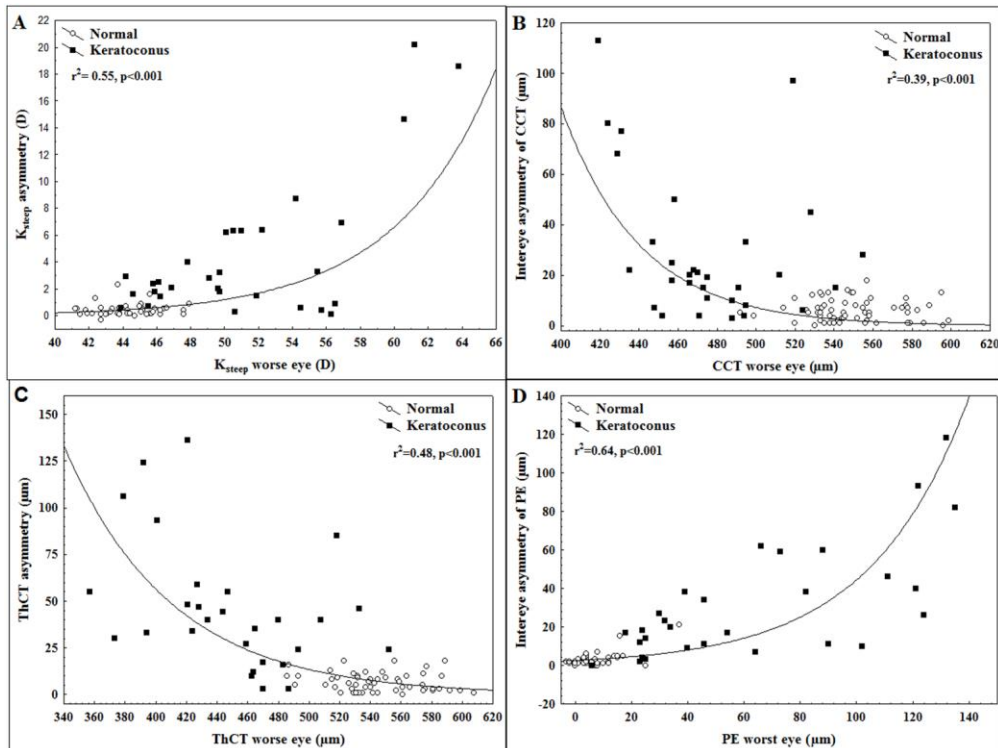 A
Normal
Keratoconus
r²= 0.55, p<0.001
22
20
18
16
14
12
10
8
6
4
2
0
40 42 44 46 48 50 52 54 56 58 60 62 64 66
Ksteep asymmetry (D)
Ksteep worse eye (D)
B
Normal
Keratoconus
r²=0.39, p<0.001
120
100
80
60
40
20
0
400 420 440 460 480 500 520 540 560 580 600 620
Intereye asymmetry of CCT (µm)
CCT worse eye (µm)
C
Normal
Keratoconus
r²=0.48, p<0.001
150
125
100
75
50
25
0
340 360 380 400 420 440 460 480 500 520 540 560 580 600 620
ThCT asymmetry (µm)
ThCT worse eye (µm)
D
Normal
Keratoconus
r²=0.64, p<0.001
140
120
100
80
60
40
20
0
-20
0 20 40 60 80 100 120 140
Intereye asymmetry of PE (µm)
PE worst eye (µm)